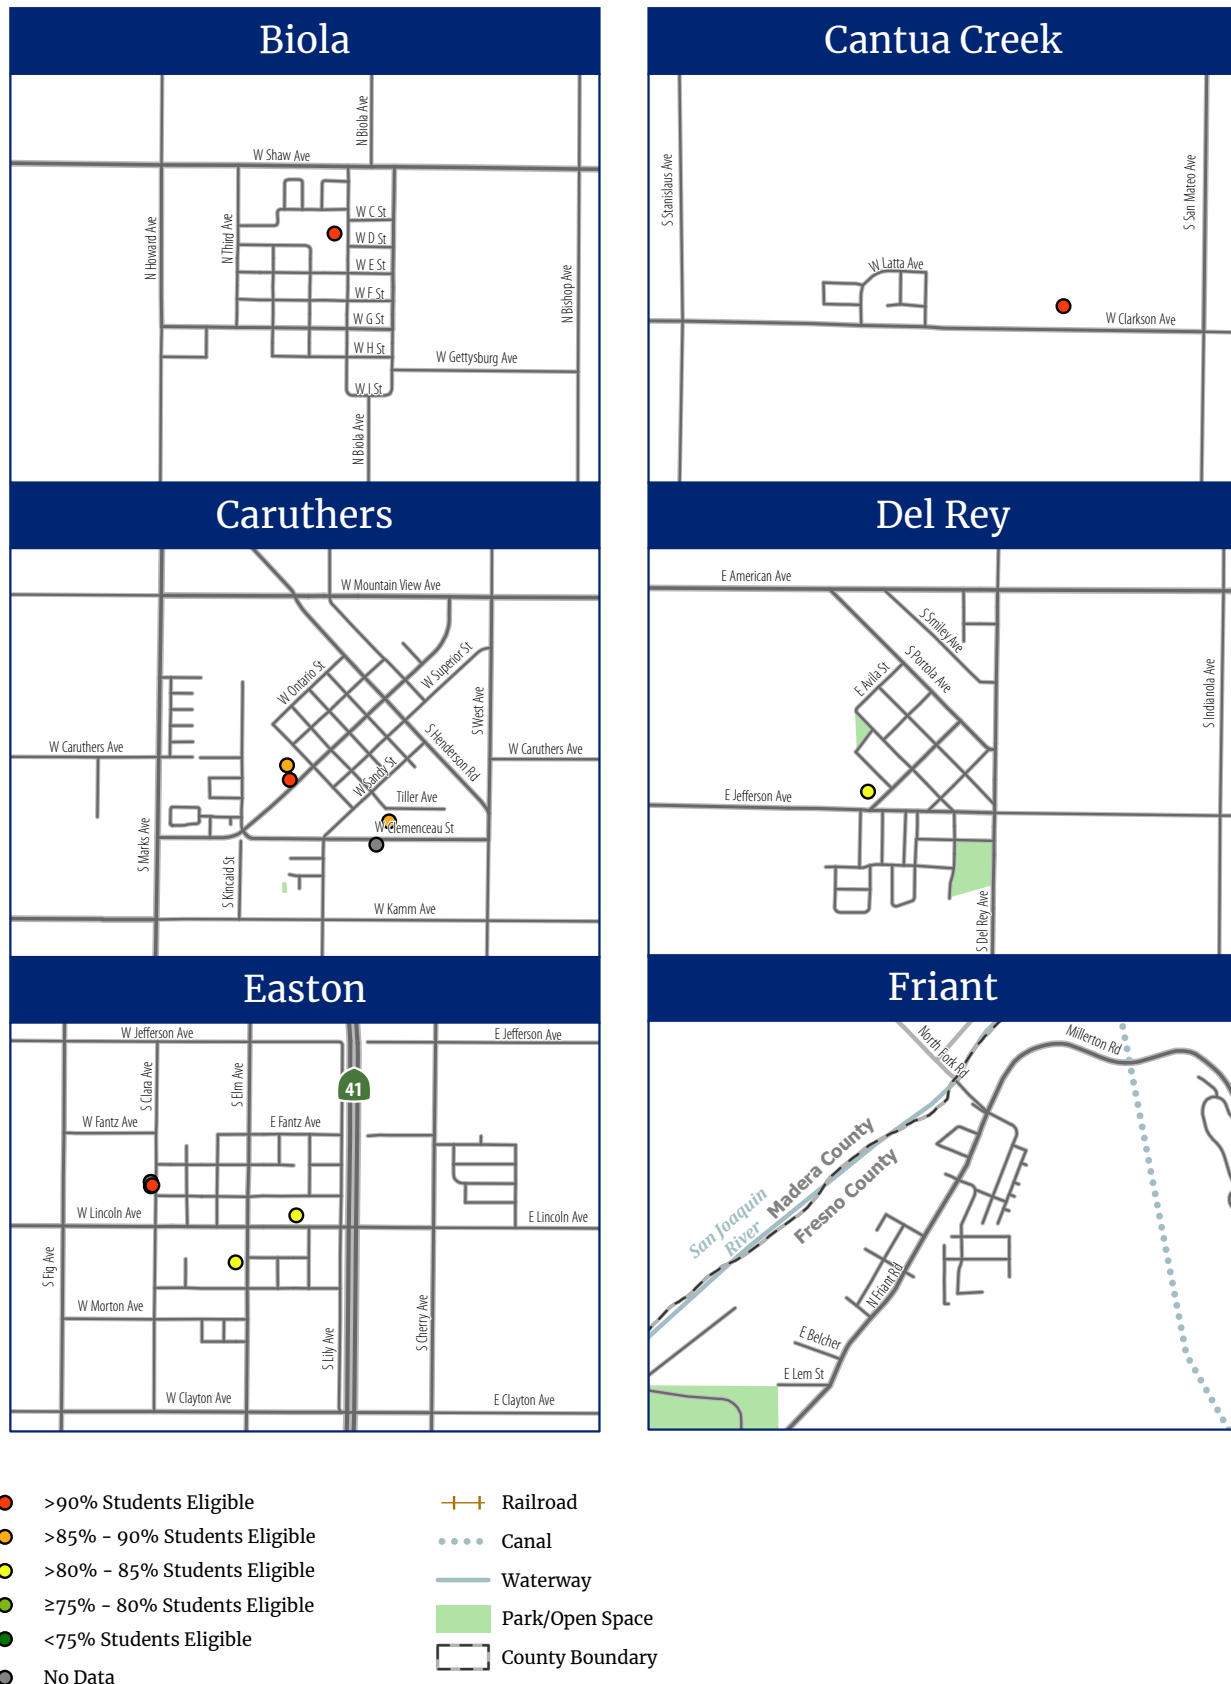 Biola
N Biola Ave
W Shaw Ave
N Howard Ave
N Third Ave
W C St
W D St
W E St
W F St
W G St
W H St
W I St
N Bishop Ave
W Gettysburg Ave
N Biola Ave
Cantua Creek
S Stanislaus Ave
S San Mateo Ave
W Latta Ave
W Clarkson Ave
Caruthers
W Mountain View Ave
W Ontario St
W Superior St
S West Ave
S Henderson Rd
W Caruthers Ave
W Caruthers Ave
W Sandy St
Tiller Ave
W Clemenceau St
S Marks Ave
S Kincaid St
W Kamm Ave
Del Rey
E American Ave
S Smiley Ave
S Portola Ave
E Avila St
S Indianola Ave
E Jefferson Ave
S Del Rey Ave
Easton
W Jefferson Ave
E Jefferson Ave
S Clara Ave
S Elm Ave
41
W Fantz Ave
E Fantz Ave
W Lincoln Ave
E Lincoln Ave
S Fig Ave
W Morton Ave
S Lily Ave
S Cherry Ave
W Clayton Ave
E Clayton Ave
Friant
North Fork Rd
Millerton Rd
Madera County
Fresno County
San Joaquin
River
N Friant Rd
E Belcher
E Lem St
>90% Students Eligible
>85% - 90% Students Eligible
>80% - 85% Students Eligible
≥75% - 80% Students Eligible
<75% Students Eligible
No Data
Railroad
Canal
Waterway
Park/Open Space
County Boundary